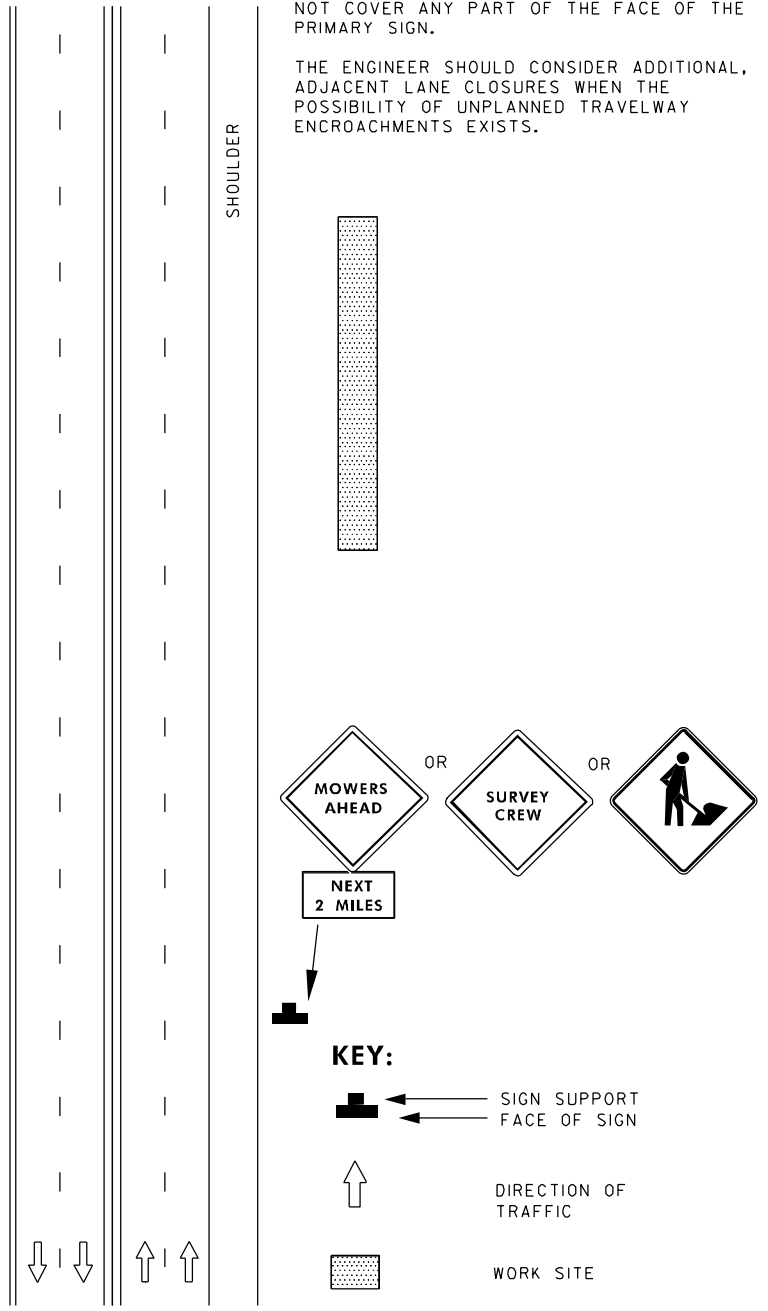 NOT COVER ANY PART OF THE FACE OF THE
PRIMARY SIGN.
THE ENGINEER SHOULD CONSIDER ADDITIONAL,
ADJACENT LANE CLOSURES WHEN THE
POSSIBILITY OF UNPLANNED TRAVELWAY
ENCROACHMENTS EXISTS.
SHOULDER
MOWERS
AHEAD
OR
SURVEY
CREW
OR
NEXT
2 MILES
KEY:
SIGN SUPPORT
FACE OF SIGN
DIRECTION OF
TRAFFIC
WORK SITE